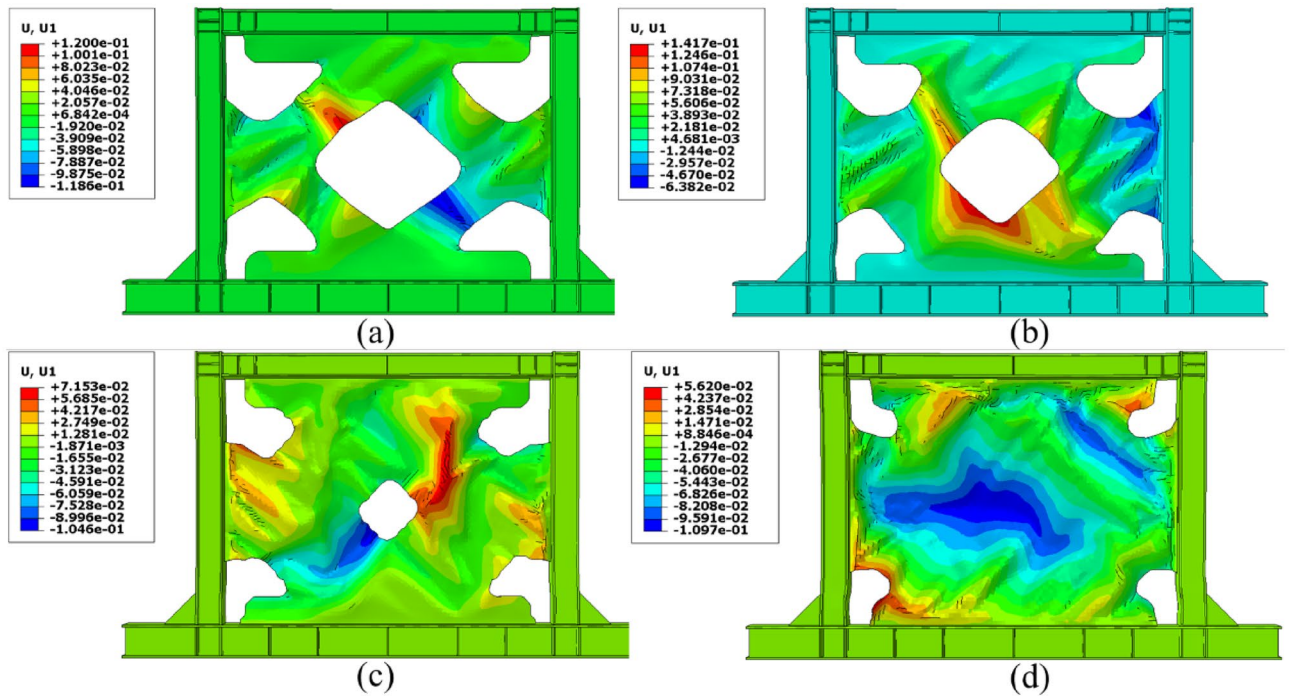 U, U1
+1.200e-01
+1.001e-01
+8.023e-02
+6.035e-02
+4.046e-02
+2.057e-02
+6.842e-04
-1.920e-02
-3.909e-02
-5.898e-02
-7.887e-02
-9.875e-02
-1.186e-01
(a)
U, U1
+1.417e-01
+1.246e-01
+1.074e-01
+9.031e-02
+7.318e-02
+5.606e-02
+3.893e-02
+2.181e-02
+4.681e-03
-1.244e-02
-2.957e-02
-4.670e-02
-6.382e-02
(b)
U, U1
+7.153e-02
+5.685e-02
+4.217e-02
+2.749e-02
+1.281e-02
-1.871e-03
-1.655e-02
-3.123e-02
-4.591e-02
-6.059e-02
-7.528e-02
-8.996e-02
-1.046e-01
(c)
U, U1
+5.620e-02
+4.237e-02
+2.854e-02
+1.471e-02
+8.846e-04
-1.294e-02
-2.677e-02
-4.060e-02
-5.443e-02
-6.826e-02
-8.208e-02
-9.591e-02
-1.097e-01
(d)